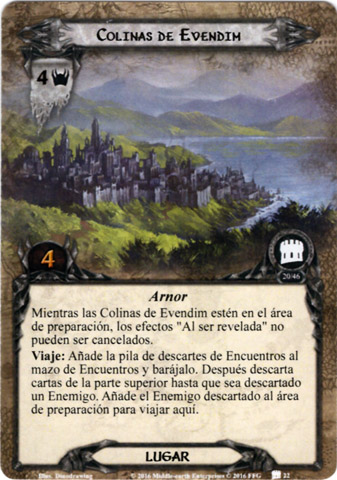 Colinas de Evendim
4
4
20/46
Arnor
Mientras las Colinas de Evendim estén en el área
de preparación, los efectos "Al ser revelada" no
pueden ser cancelados.
Viaje: Añade la pila de descartes de Encuentros al
mazo de Encuentros y barájalo. Después descarta
cartas de la parte superior hasta que sea descartado
un Enemigo. Añade el Enemigo descartado al área
de preparación para viajar aquí.
LUGAR
© 2016 Middle-earth Enterprises © 2016 FFG 22